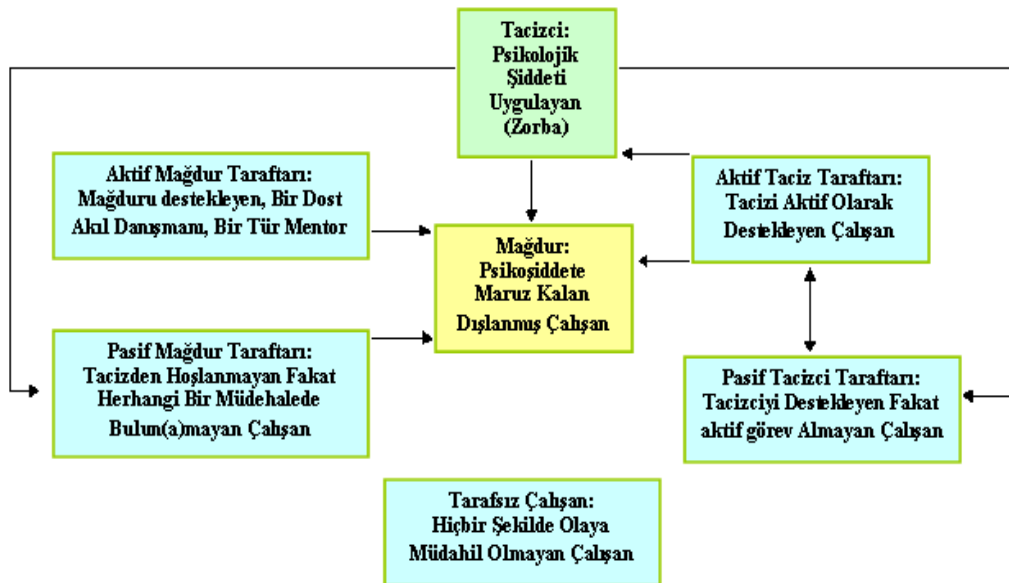 Tacizci:
Psikolojik
Şiddeti
Uygulayan
(Zorba)
Aktif Mağdur Taraftarı:
Mağduru destekleyen, Bir Dost
Akıl Danışmanı, Bir Tür Mentor
Aktif Taciz Taraftarı:
Tacizi Aktif Olarak
Destekleyen Çalışan
Mağdur:
Psikoşiddete
Maruz Kalan
Dışlanmış Çalışan
Pasif Mağdur Taraftarı:
Tacizden Hoşlanmayan Fakat
Herhangi Bir Müdehalede
Bulun(a)mayan Çalışan
Pasif Tacizci Taraftarı:
Tacizciyi Destekleyen Fakat
aktif görev Almayan Çalışan
Tarafsız Çalışan:
Hiçbir Şekilde Olaya
Müdahil Olmayan Çalışan